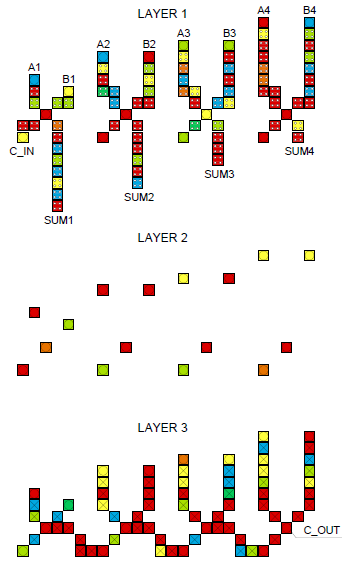 LAYER 1
A4 B4
A3 B3
A2 B2
A1
B1
C_IN
SUM4
SUM3
SUM2
SUM1
LAYER 2
LAYER 3
C_OUT